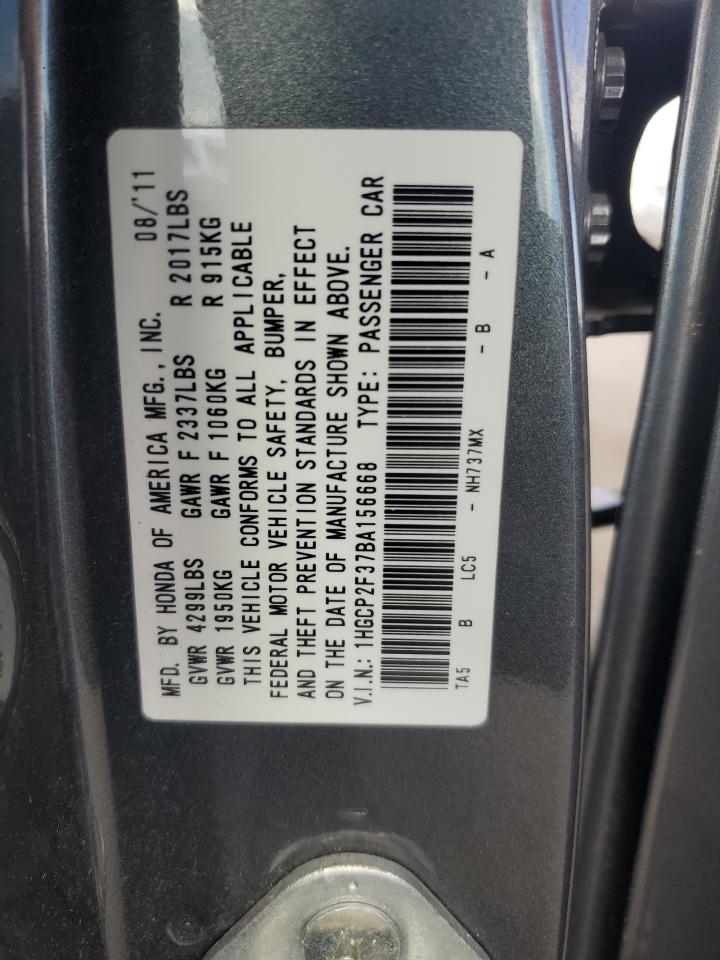 MFD. BY HONDA OF AMERICA MFG., INC. 08/'11
GVWR 4299LBS GAWR F 2337LBS R 2017LBS
GVWR 1950KG GAWR F 1060KG R 915KG
THIS VEHICLE CONFORMS TO ALL APPLICABLE
FEDERAL MOTOR VEHICLE SAFETY, BUMPER,
AND THEFT PREVENTION STANDARDS IN EFFECT
ON THE DATE OF MANUFACTURE SHOWN ABOVE.
V.I.N.: 1HGCP2F37BA156668 TYPE: PASSENGER CAR
TA5 B LC5 - NH737MX - B - A